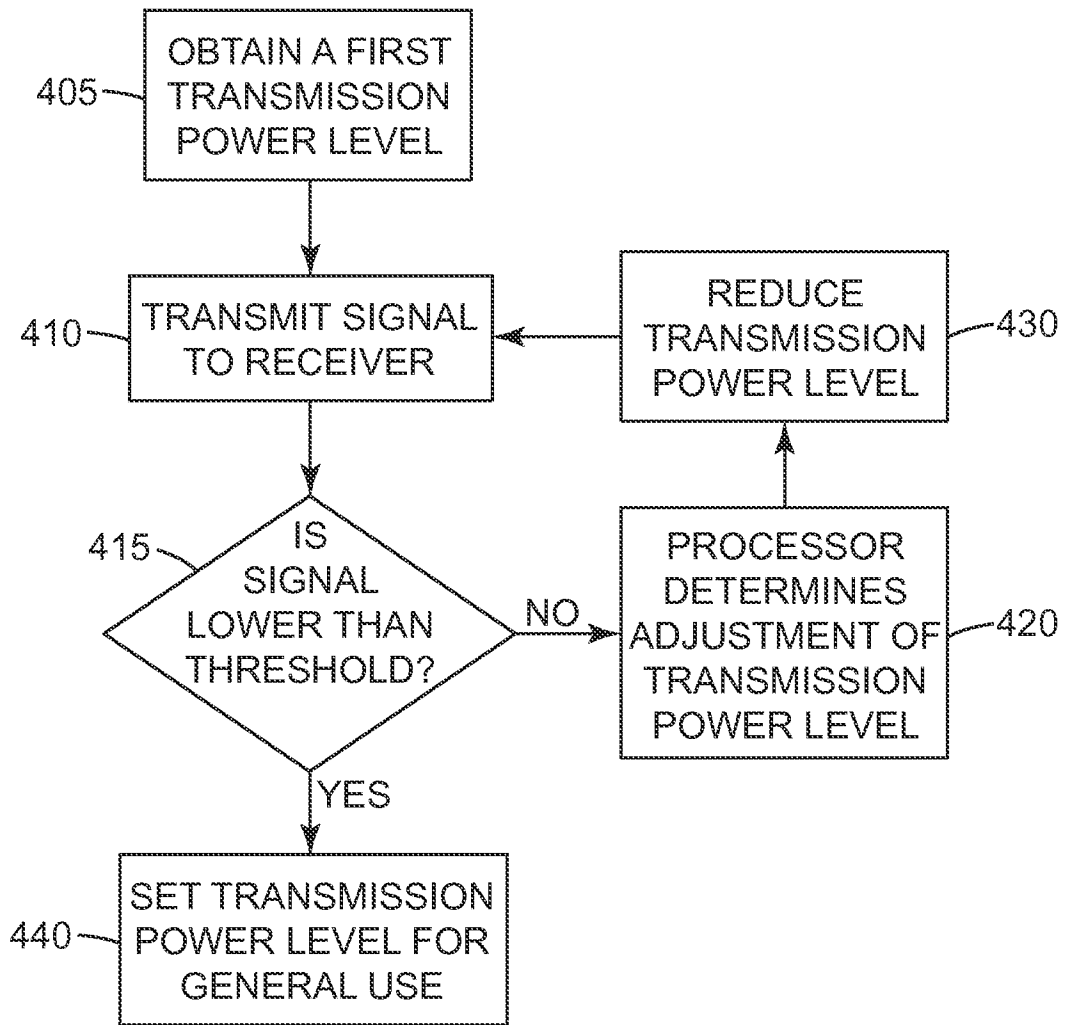 405
OBTAIN A FIRST
TRANSMISSION
POWER LEVEL
410
TRANSMIT SIGNAL
TO RECEIVER
REDUCE
TRANSMISSION
POWER LEVEL
430
415
IS
SIGNAL
LOWER THAN
THRESHOLD?
NO
PROCESSOR
DETERMINES
ADJUSTMENT OF
TRANSMISSION
POWER LEVEL
420
YES
440
SET TRANSMISSION
POWER LEVEL FOR
GENERAL USE